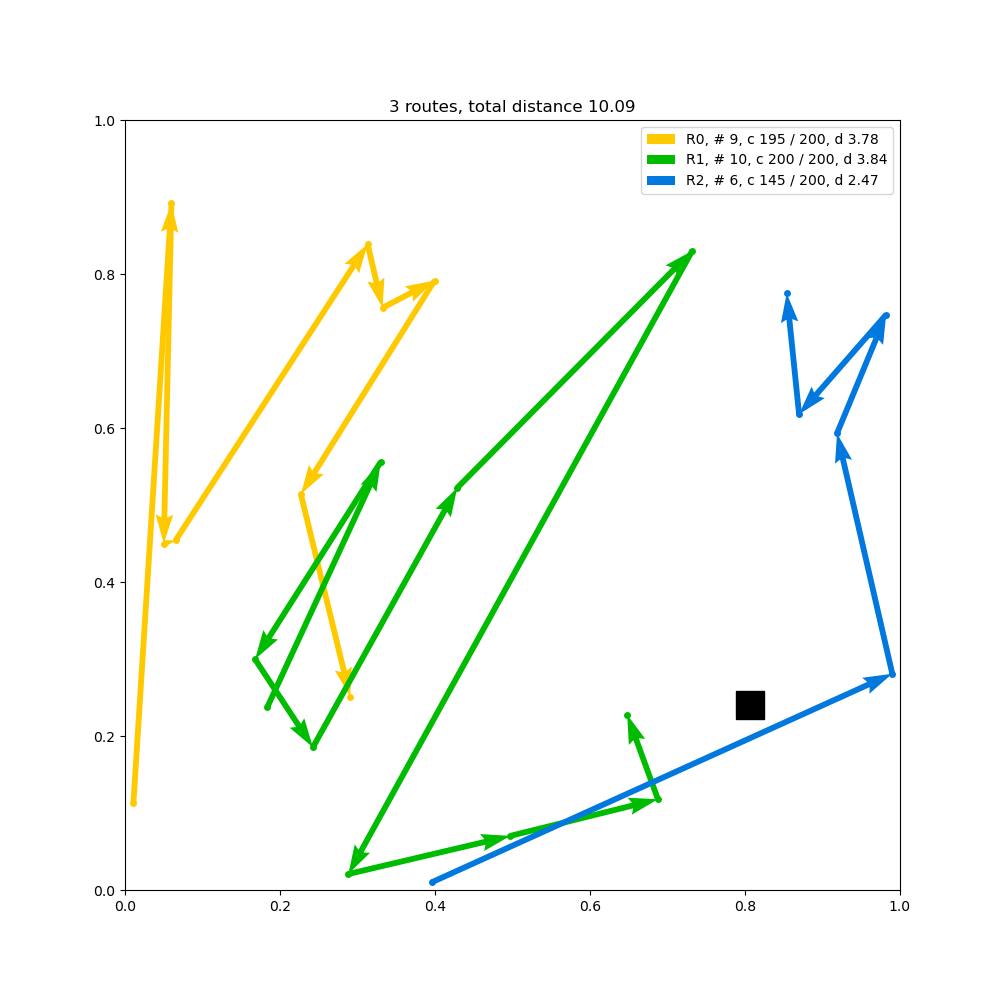 3 routes, total distance 10.09
R0, # 9, c 195 / 200, d 3.78
R1, # 10, c 200 / 200, d 3.84
R2, # 6, c 145 / 200, d 2.47
1.0
0.8
0.6
0.4
0.2
0.0
0.0 0.2 0.4 0.6 0.8 1.0